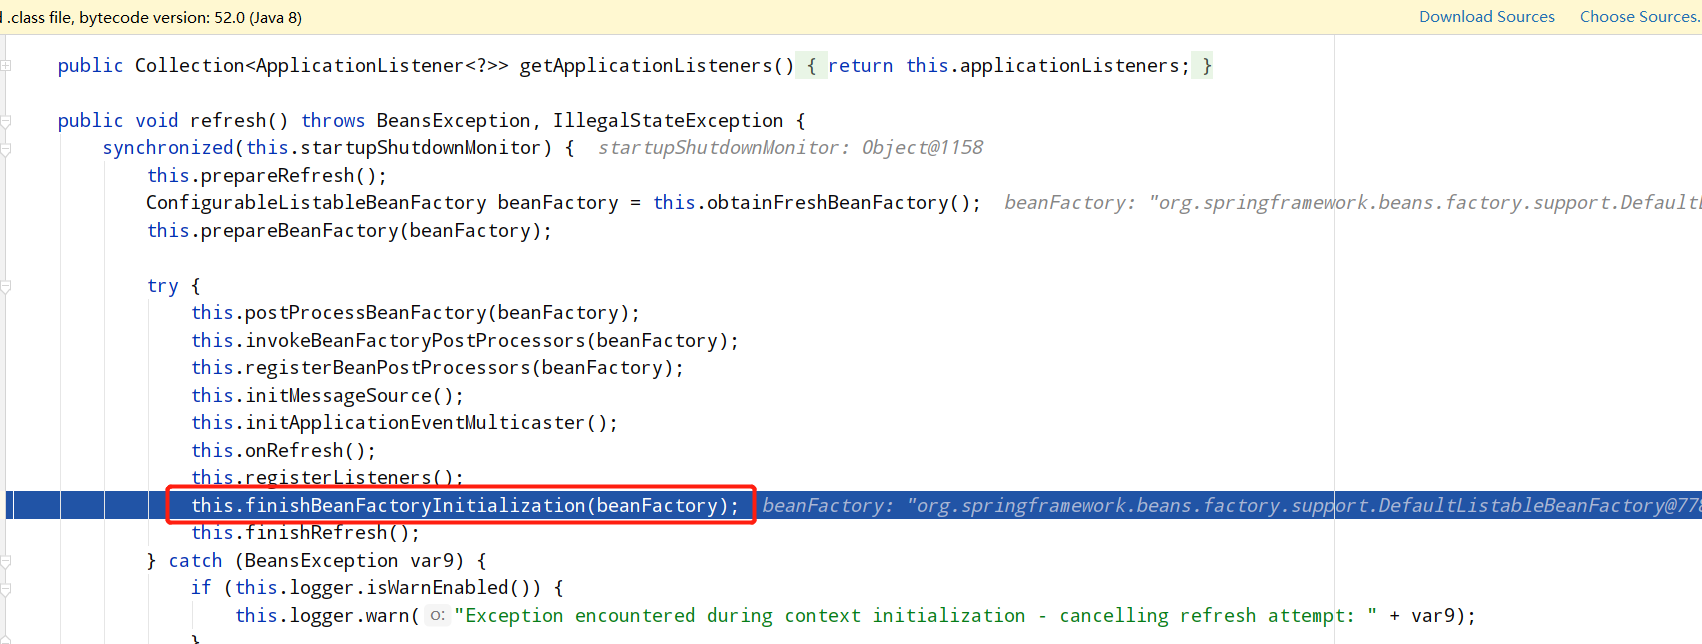 .class file, bytecode version: 52.0 (Java 8) Download Sources Choose Sources.
public Collection<ApplicationListener<?>> getApplicationListeners() { return this.applicationListeners; }
public void refresh() throws BeansException, IllegalStateException {
synchronized(this.startupShutdownMonitor) { startupShutdownMonitor: Object@1158
this.prepareRefresh();
ConfigurableListableBeanFactory beanFactory = this.obtainFreshBeanFactory(); beanFactory: "org.springframework.beans.factory.support.Default
this.prepareBeanFactory(beanFactory);
try {
this.postProcessBeanFactory(beanFactory);
this.invokeBeanFactoryPostProcessors(beanFactory);
this.registerBeanPostProcessors(beanFactory);
this.initMessageSource();
this.initApplicationEventMulticaster();
this.onRefresh();
this.registerListeners();
this.finishBeanFactoryInitialization(beanFactory); beanFactory: "org.springframework.beans.factory.support.DefaultListableBeanFactory@778
this.finishRefresh();
} catch (BeansException var9) {
if (this.logger.isWarnEnabled()) {
this.logger.warn( o: "Exception encountered during context initialization - cancelling refresh attempt: " + var9);
}